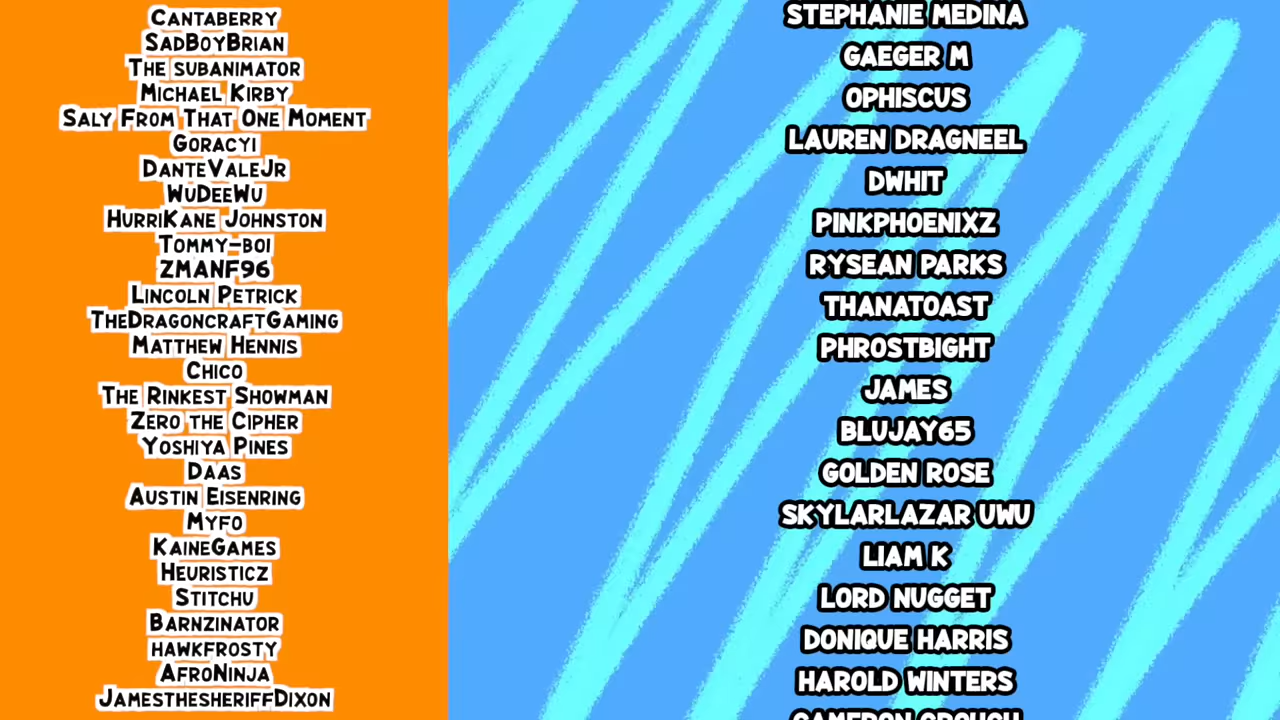 Cantaberry
SadBoyBrian
The subanimator
Michael Kirby
Saly From That One Moment
Goracyi
DanteValeJr
WuDeeWu
HurriKane Johnston
Tommy-boi
ZMANF96
Lincoln Petrick
TheDragoncraftGaming
Matthew Hennis
Chico
The Rinkest Showman
Zero the Cipher
Yoshiya Pines
Daas
Austin Eisenring
Myfo
KaineGames
Heuristicz
Stitchu
Barnzinator
hawkfrosty
AfroNinja
JamesthesheriffDixon
STEPHANIE MEDINA
GAEGER M
OPHISCUS
LAUREN DRAGNEEL
DWHIT
PINKPHOENIXZ
RYSEAN PARKS
THANATOAST
PHROSTBIGHT
JAMES
BLUJAY65
GOLDEN ROSE
SKYLARLAZAR UWU
LIAM K
LORD NUGGET
DONIQUE HARRIS
HAROLD WINTERS
CAMERON